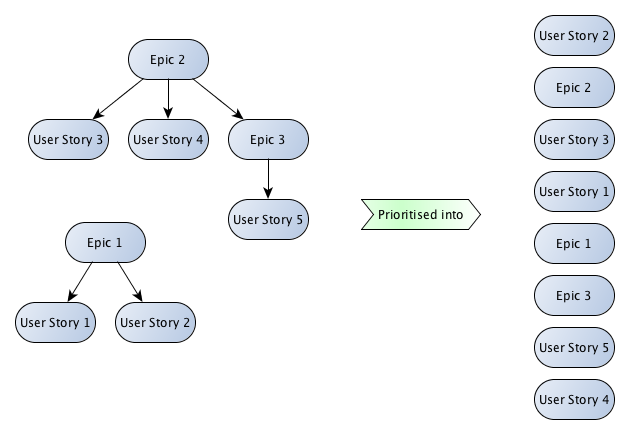 Epic 2
User Story 3
User Story 4
Epic 3
User Story 5
Epic 1
User Story 1
User Story 2
Prioritised into
User Story 2
Epic 2
User Story 3
User Story 1
Epic 1
Epic 3
User Story 5
User Story 4